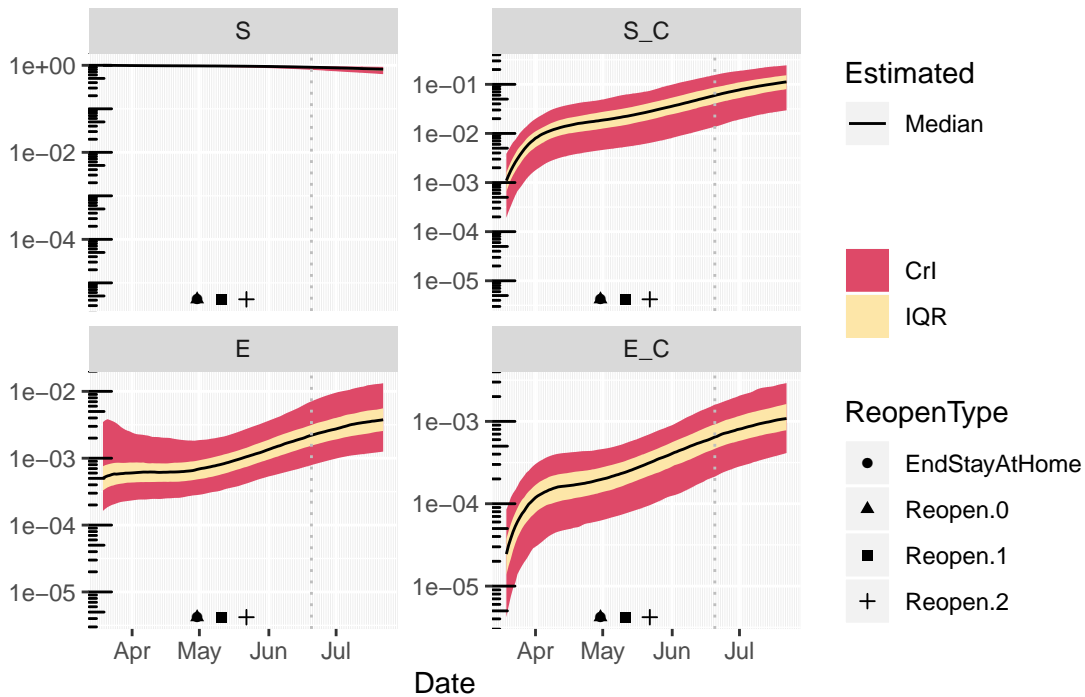 S
S_C
1e+00
1e−02
1e−04
1e−01
1e−02
1e−03
1e−04
1e−05
E
E_C
1e−02
1e−03
1e−04
1e−05
1e−03
1e−04
1e−05
Apr May Jun Jul
Apr May Jun Jul
Date
Estimated
Median
CrI
IQR
ReopenType
EndStayAtHome
Reopen.0
Reopen.1
Reopen.2